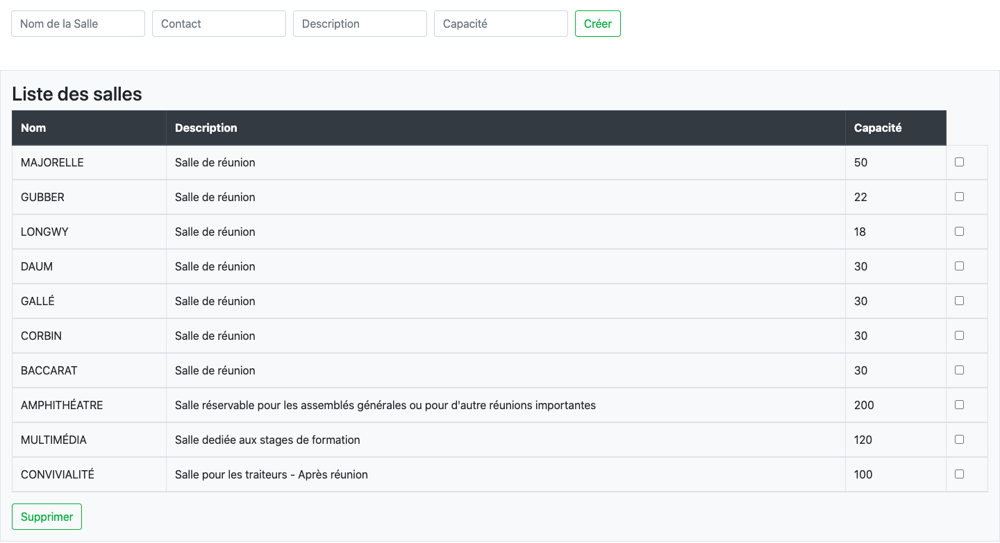 Nom de la Salle Contact Description Capacité Créer
Liste des salles
Nom Description Capacité
MAJORELLE Salle de réunion 50
GUBBER Salle de réunion 22
LONGWY Salle de réunion 18
DAUM Salle de réunion 30
GALLÉ Salle de réunion 30
CORBIN Salle de réunion 30
BACCARAT Salle de réunion 30
AMPHITHÉATRE Salle réservable pour les assemblés générales ou pour d'autre réunions importantes 200
MULTIMÉDIA Salle dediée aux stages de formation 120
CONVIVIALITÉ Salle pour les traiteurs - Après réunion 100
Supprimer